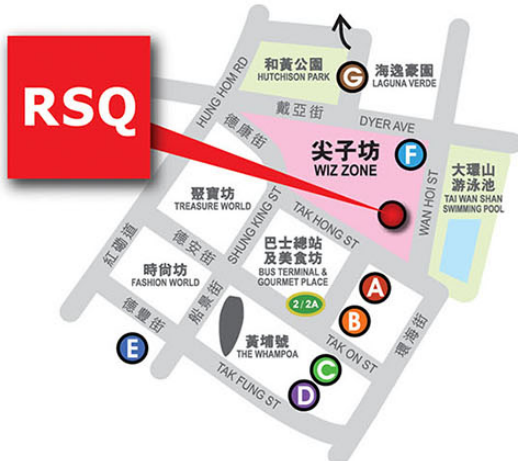 RSQ
和黃公園
HUTCHISON PARK
G
海逸豪園
LAGUNA VERDE
HUNG HOM RD
戴亞街
DYER AVE
德康街
尖子坊
WIZ ZONE
F
WAN HOI ST
大環山
游泳池
TAI WAN SHAN
SWIMMING POOL
聚寶坊
TREASURE WORLD
SHUNG KING ST
TAK HONG ST
紅磡道
德安街
巴士總站
及美食坊
BUS TERMINAL &
GOURMET PLACE
2 / 2A
A
B
時尚坊
FASHION WORLD
船景街
環海街
德豐街
E
黃埔號
THE WHAMPOA
TAK ON ST
C
D
TAK FUNG ST